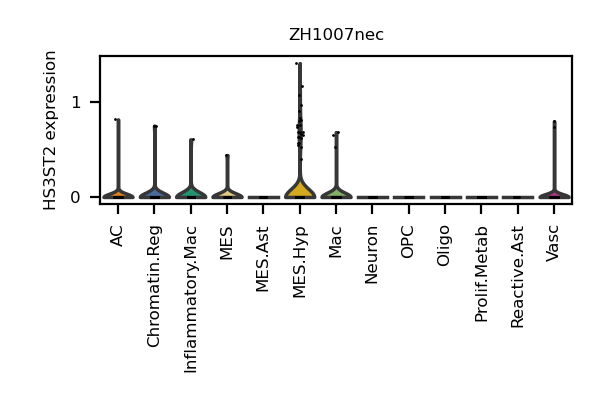 ZH1007nec
HS3ST2 expression
1
0
AC
Chromatin.Reg
Inflammatory.Mac
MES
MES.Ast
MES.Hyp
Mac
Neuron
OPC
Oligo
Prolif.Metab
Reactive.Ast
Vasc